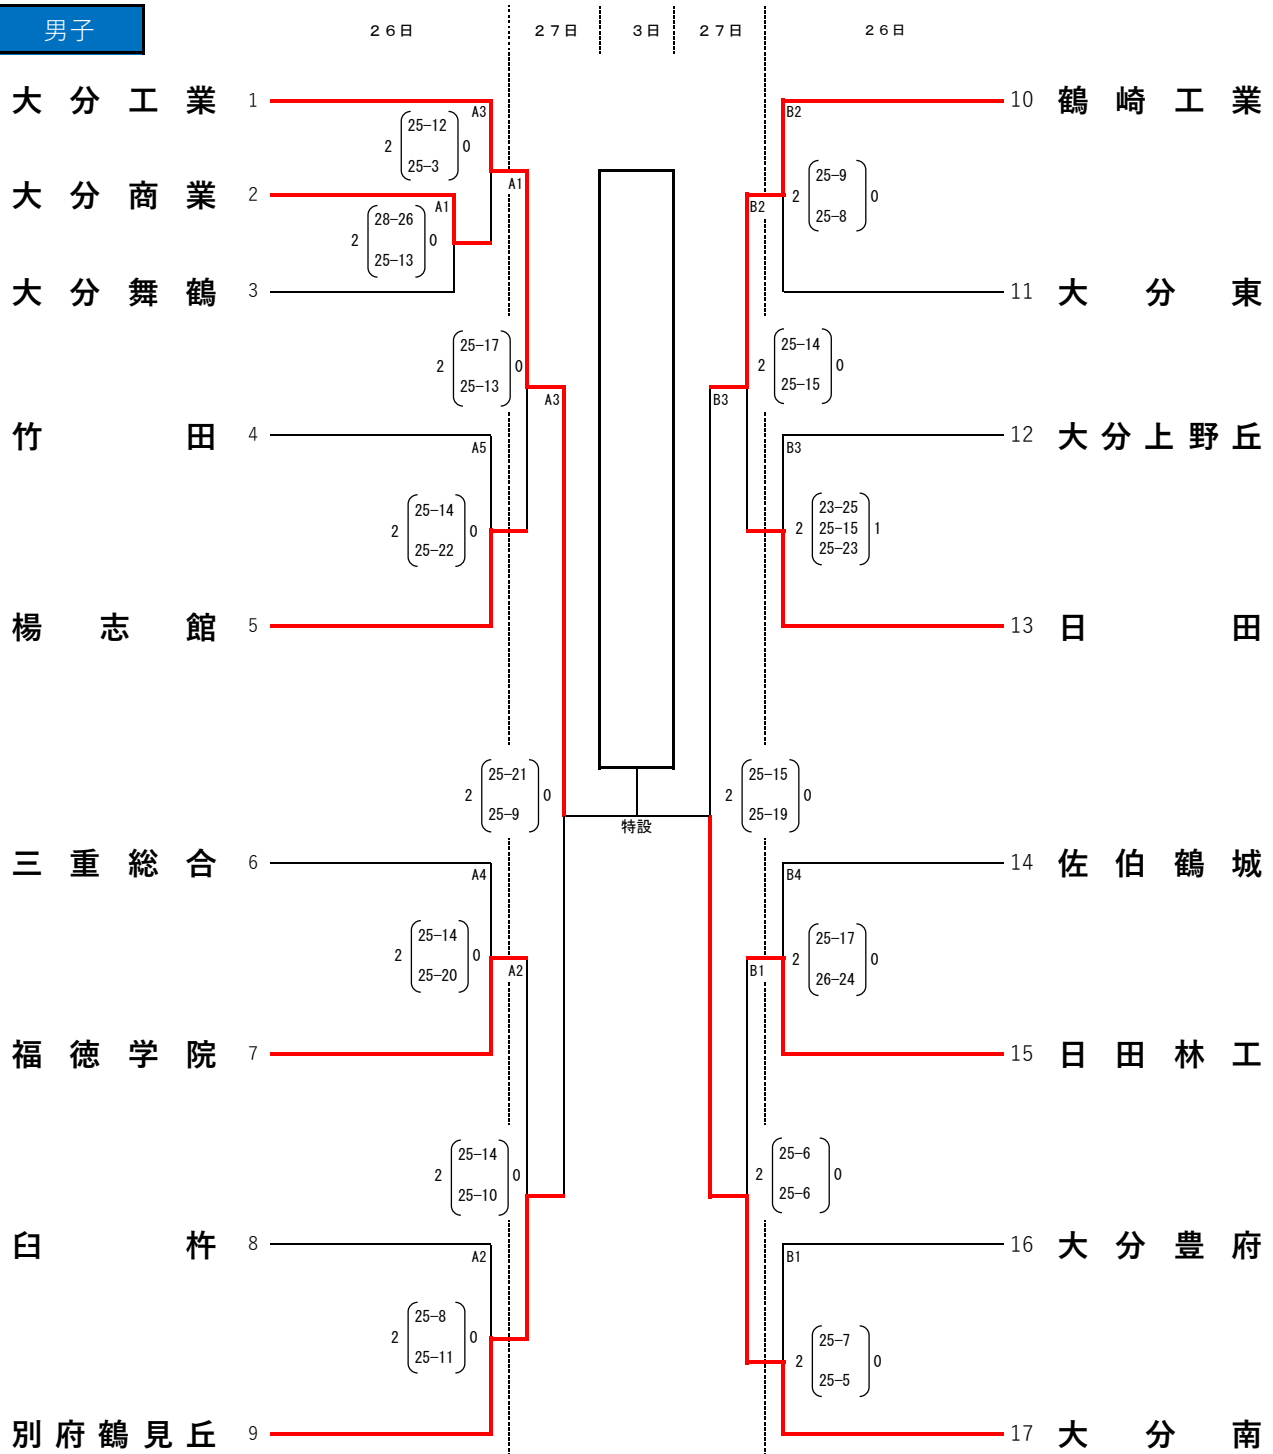 男子
26日 27日 3日 27日 26日
大分工業 1 A3 B2 10 鶴崎工業
25-12
2 0
25-3
A1
25-9
2 0
25-8
大分商業 2 A1 B2
28-26
2 0
25-13
大分舞鶴 3 11 大分東
25-17
2 0
25-13
A3
25-14
2 0
25-15
B3
竹田 4 A5 B3 12 大分上野丘
25-14
2 0
25-22
23-25
2 25-15 1
25-23
楊志館 5 13 日田
25-21
2 0
25-9
25-15
2 0
25-19
特設
三重総合 6 A4 B4 14 佐伯鶴城
25-14
2 0
25-20
A2
25-17
2 0
26-24
B1
福徳学院 7 15 日田林工
25-14
2 0
25-10
25-6
2 0
25-6
臼杵 8 A2 B1 16 大分豊府
25-8
2 0
25-11
25-7
2 0
25-5
別府鶴見丘 9 17 大分南